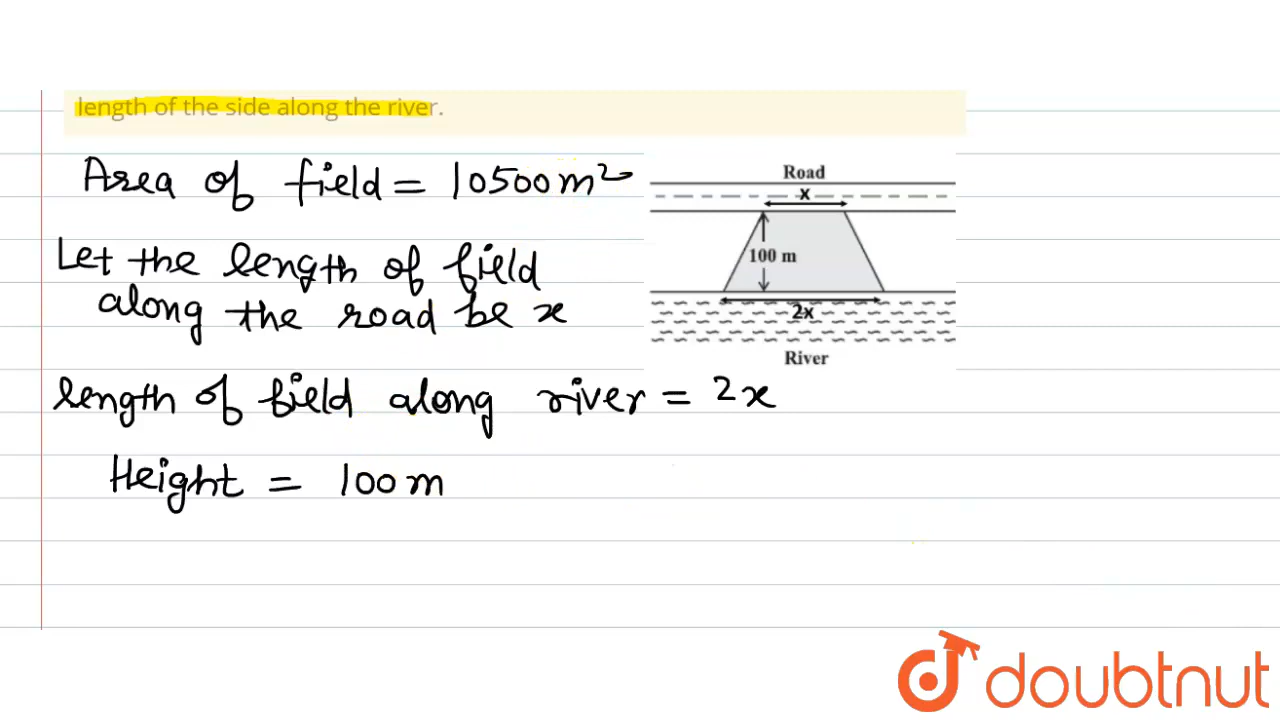 length of the side along the river.
Area of field = 10500 m²
Let the length of field
along the road be x
length of field along river = 2x
Height = 100 m
Road
x
100 m
2x
River
doubtnut